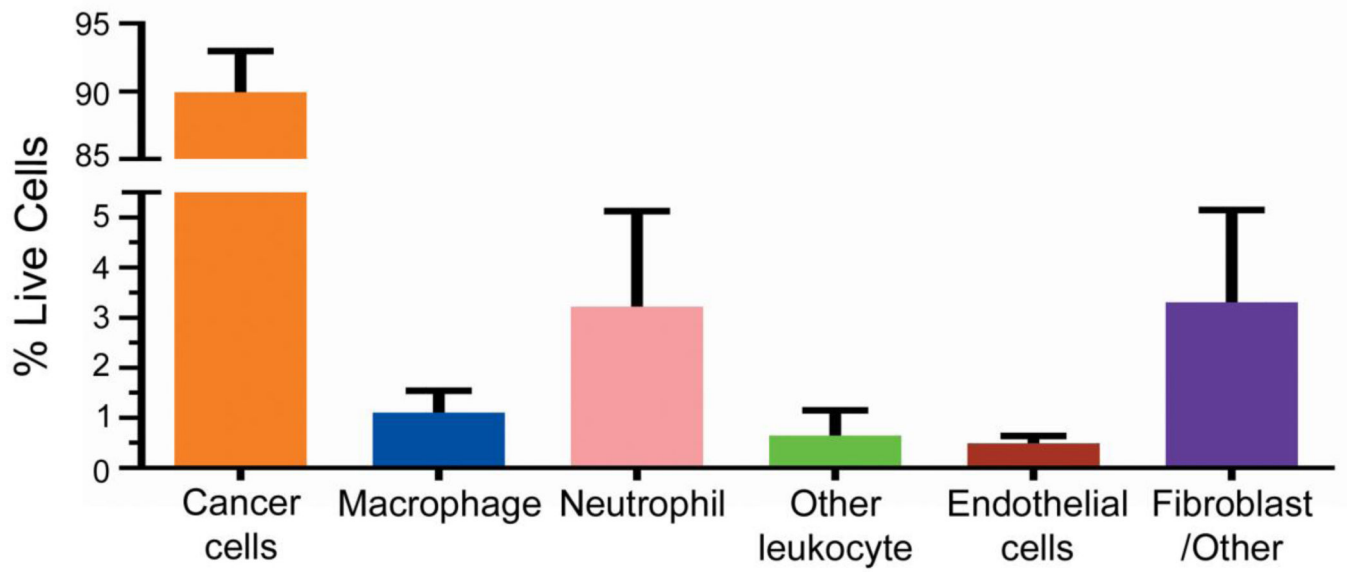 95
90
85
5
4
3
2
1
0
% Live Cells
Cancer
cells
Macrophage
Neutrophil
Other
leukocyte
Endothelial
cells
Fibroblast
/Other